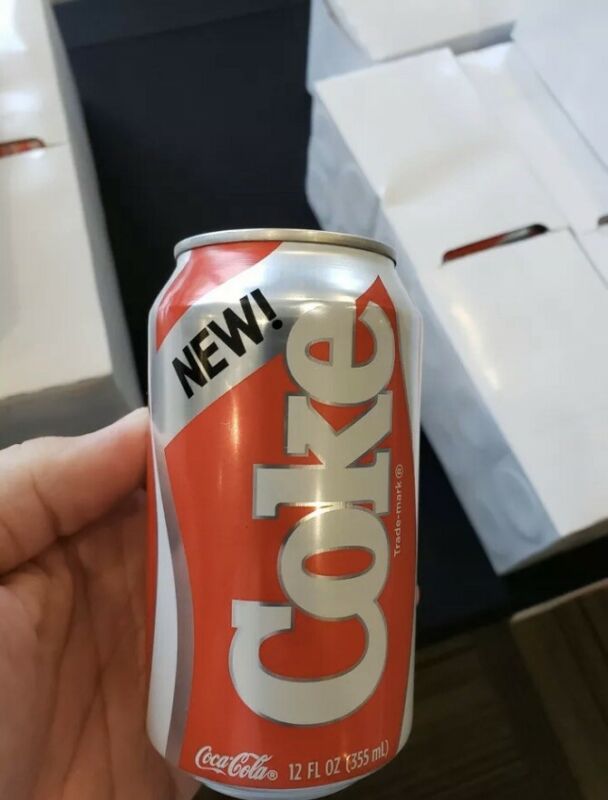 NEW!
Coke
Trade-mark ®
Coca-Cola® 12 FL OZ (355 mL)